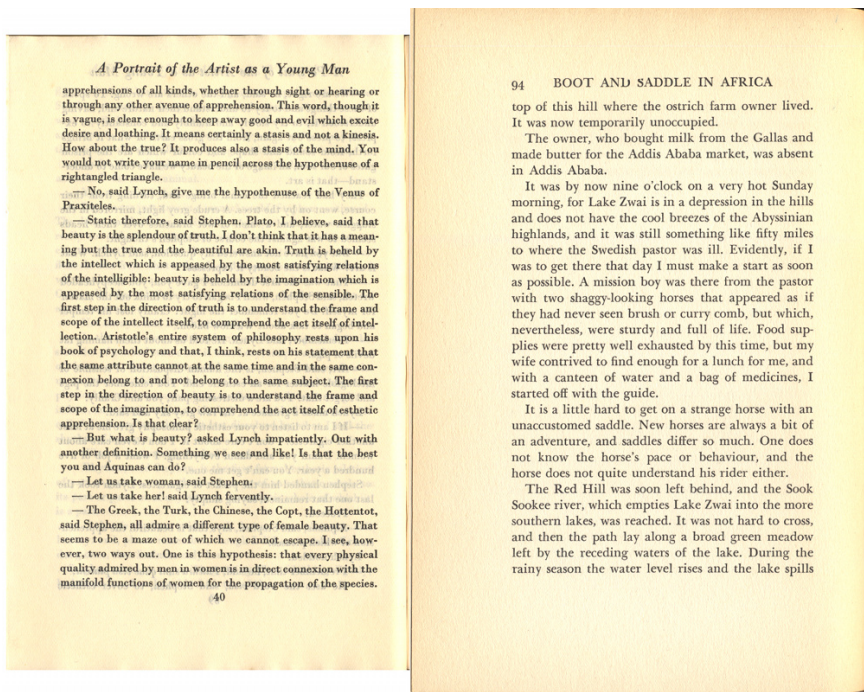 A Portrait of the Artist as a Young Man
apprehensions of all kinds, whether through sight or hearing or
through any other avenue of apprehension. This word, though it
is vague, is clear enough to keep away good and evil which excite
desire and loathing. It means certainly a stasis and not a kinesis.
How about the true? It produces also a stasis of the mind. You
would not write your name in pencil across the hypothenuse of a
rightangled triangle.
— No, said Lynch, give me the hypothenuse of the Venus of
Praxiteles.
— Static therefore, said Stephen. Plato, I believe, said that
beauty is the splendour of truth. I don't think that it has a mean-
ing but the true and the beautiful are akin. Truth is beheld by
the intellect which is appeased by the most satisfying relations
of the intelligible: beauty is beheld by the imagination which is
appeased by the most satisfying relations of the sensible. The
first step in the direction of truth is to understand the frame and
scope of the intellect itself, to comprehend the act itself of intel-
lection. Aristotle's entire system of philosophy rests upon his
book of psychology and that, I think, rests on his statement that
the same attribute cannot at the same time and in the same con-
nexion belong to and not belong to the same subject. The first
step in the direction of beauty is to understand the frame and
scope of the imagination, to comprehend the act itself of esthetic
apprehension. Is that clear?
— But what is beauty? asked Lynch impatiently. Out with
another definition. Something we see and like! Is that the best
you and Aquinas can do?
— Let us take woman, said Stephen.
— Let us take her! said Lynch fervently.
— The Greek, the Turk, the Chinese, the Copt, the Hottentot,
said Stephen, all admire a different type of female beauty. That
seems to be a maze out of which we cannot escape. I see, how-
ever, two ways out. One is this hypothesis: that every physical
quality admired by men in women is in direct connexion with the
manifold functions of women for the propagation of the species.
40
94 BOOT AND SADDLE IN AFRICA
top of this hill where the ostrich farm owner lived.
It was now temporarily unoccupied.
The owner, who bought milk from the Gallas and
made butter for the Addis Ababa market, was absent
in Addis Ababa.
It was by now nine o'clock on a very hot Sunday
morning, for Lake Zwai is in a depression in the hills
and does not have the cool breezes of the Abyssinian
highlands, and it was still something like fifty miles
to where the Swedish pastor was ill. Evidently, if I
was to get there that day I must make a start as soon
as possible. A mission boy was there from the pastor
with two shaggy-looking horses that appeared as if
they had never seen brush or curry comb, but which,
nevertheless, were sturdy and full of life. Food sup-
plies were pretty well exhausted by this time, but my
wife contrived to find enough for a lunch for me, and
with a canteen of water and a bag of medicines, I
started off with the guide.
It is a little hard to get on a strange horse with an
unaccustomed saddle. New horses are always a bit of
an adventure, and saddles differ so much. One does
not know the horse's pace or behaviour, and the
horse does not quite understand his rider either.
The Red Hill was soon left behind, and the Sook
Sookee river, which empties Lake Zwai into the more
southern lakes, was reached. It was not hard to cross,
and then the path lay along a broad green meadow
left by the receding waters of the lake. During the
rainy season the water level rises and the lake spills